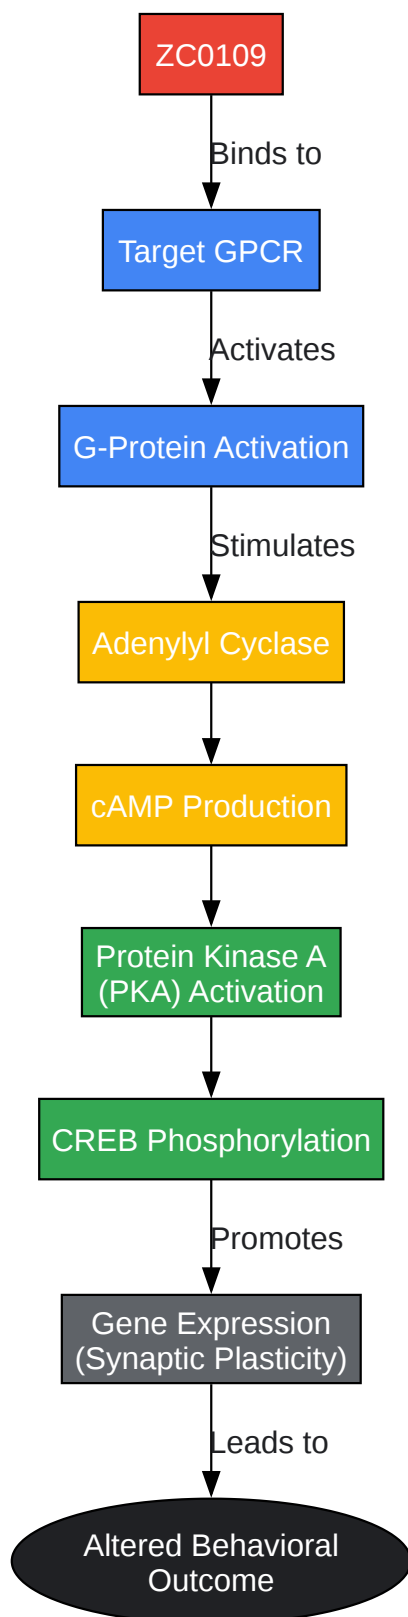 ZC0109
Binds to
Target GPCR
Activates
G-Protein Activation
Stimulates
Adenylyl Cyclase
cAMP Production
Protein Kinase A
(PKA) Activation
CREB Phosphorylation
Promotes
Gene Expression
(Synaptic Plasticity)
Leads to
Altered Behavioral
Outcome